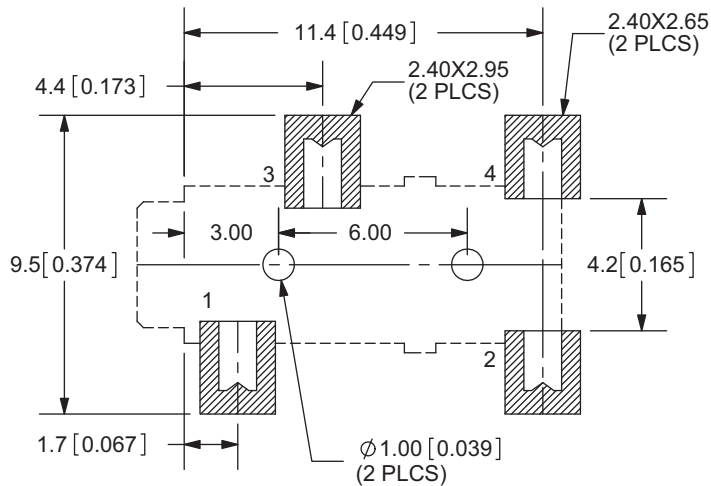 11.4 [0.449]
2.40X2.65
(2 PLCS)
4.4 [0.173]
2.40X2.95
(2 PLCS)
3
4
3.00
6.00
9.5 [0.374]
4.2 [0.165]
1
2
1.7 [0.067]
∅1.00 [0.039]
(2 PLCS)